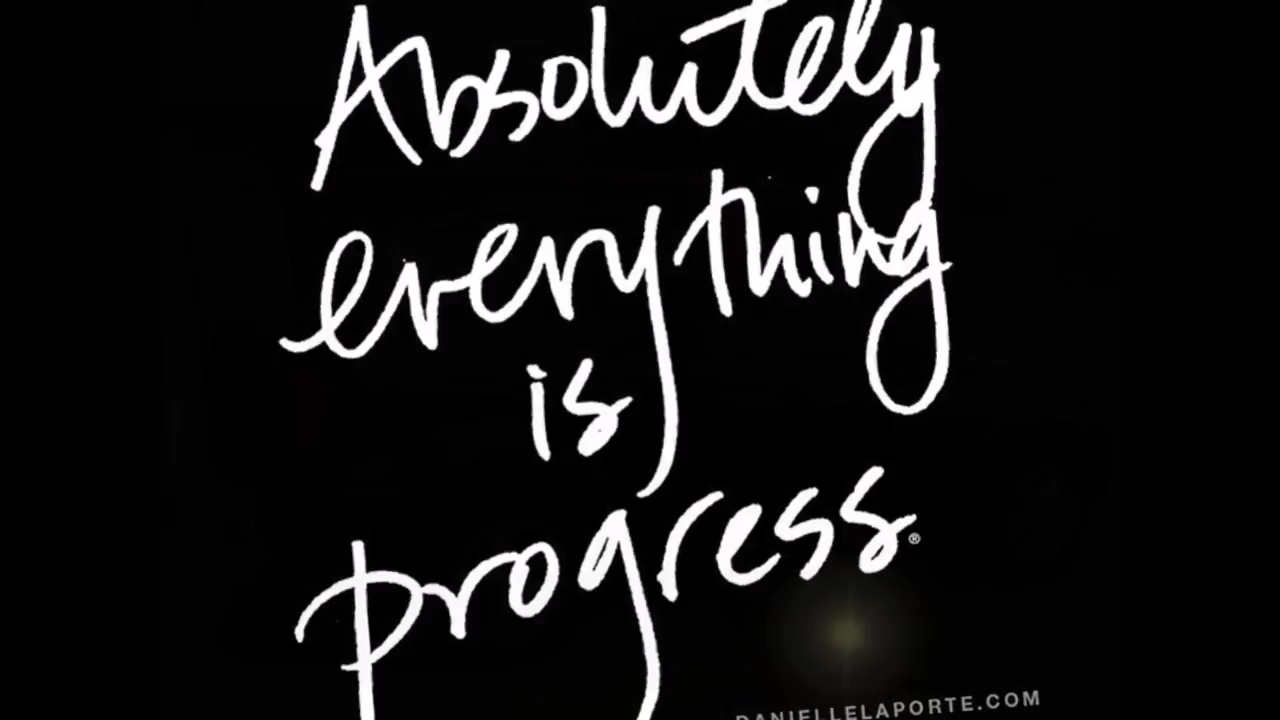 Absolutely
everything
is
progress®
DANIELLELAPORTE.COM